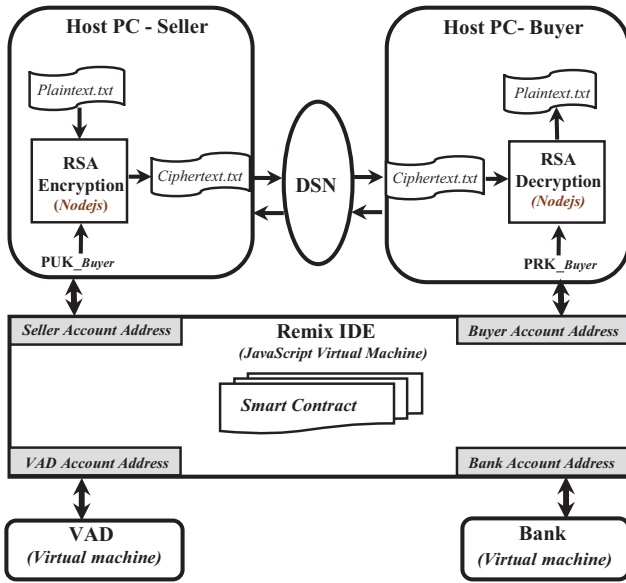 Host PC - Seller
Plaintext.txt
RSA
Encryption
(Nodejs)
Ciphertext.txt
PUK_Buyer
DSN
Host PC- Buyer
Plaintext.txt
Ciphertext.txt
RSA
Decryption
(Nodejs)
PRK_Buyer
Seller Account Address
Remix IDE
(JavaScript Virtual Machine)
Buyer Account Address
Smart Contract
VAD Account Address
Bank Account Address
VAD
(Virtual machine)
Bank
(Virtual machine)